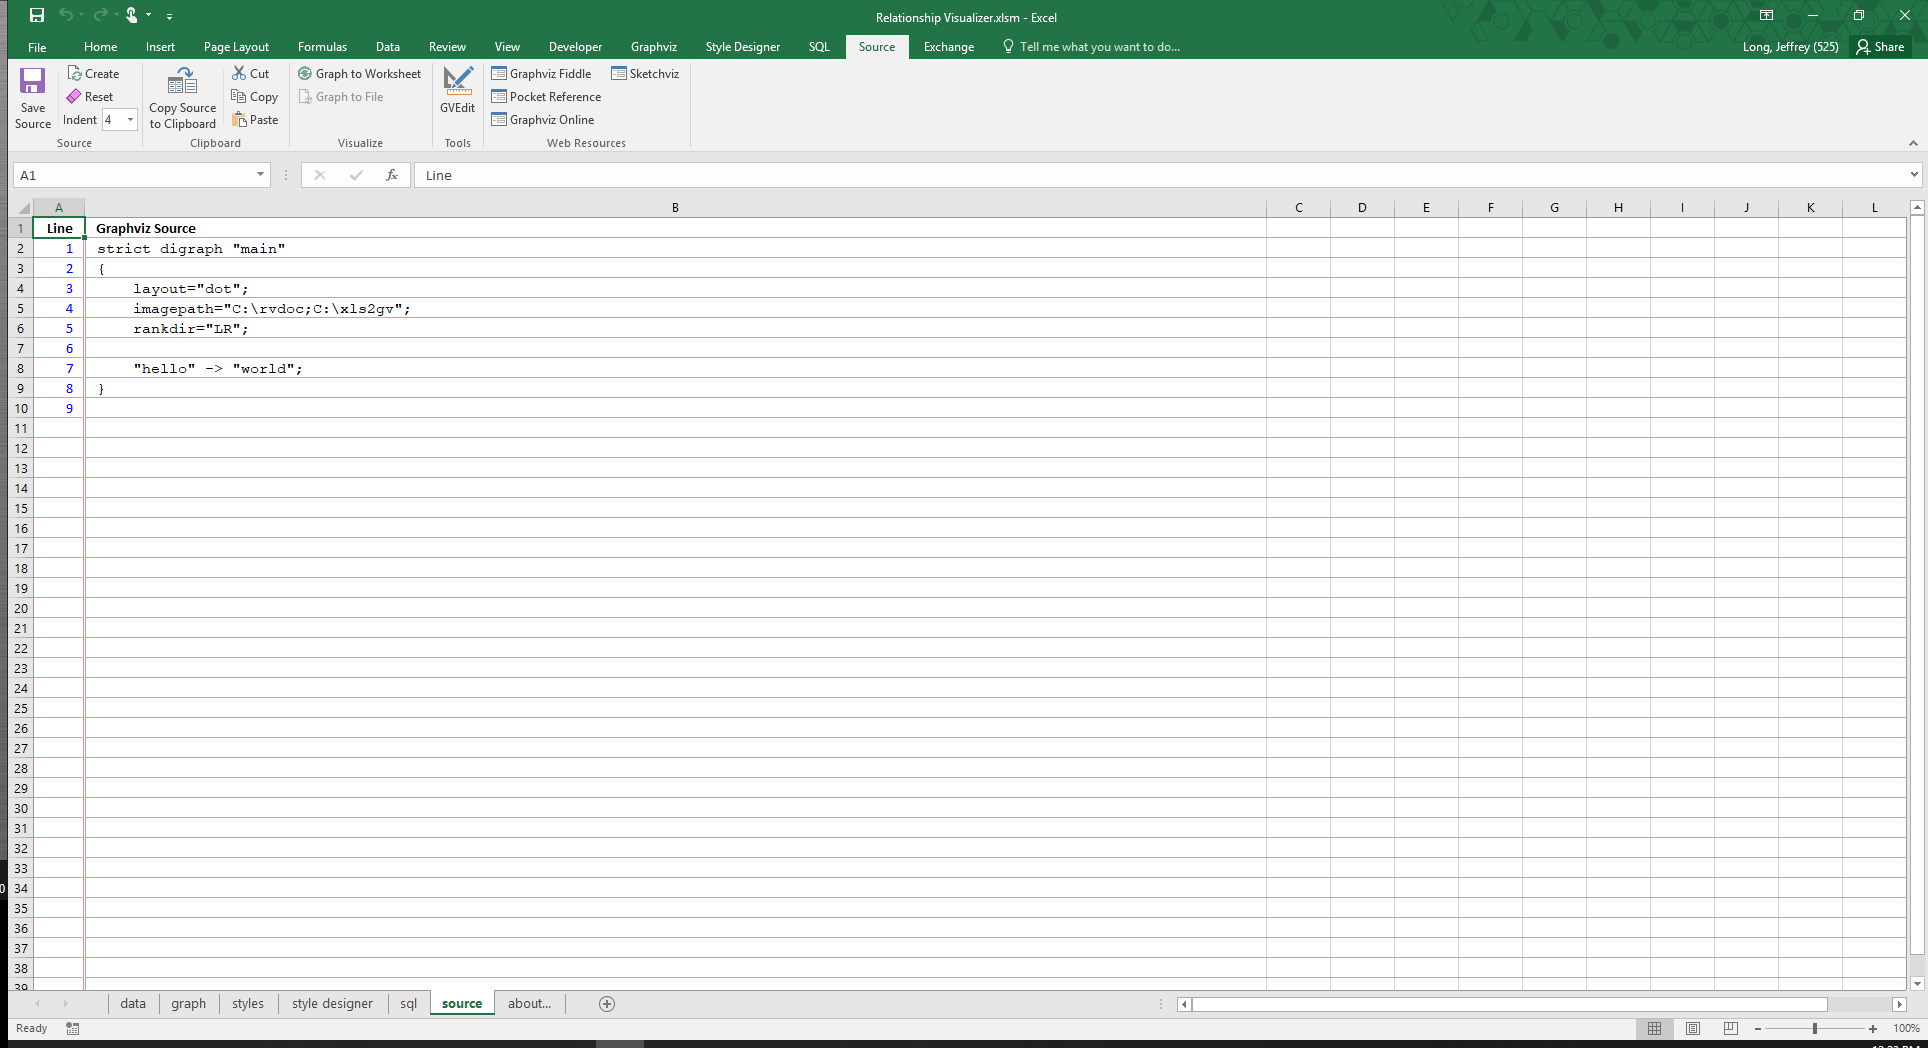 Relationship Visualizer.xlsm - Excel
File Home Insert Page Layout Formulas Data Review View Developer Graphviz Style Designer SQL Source Exchange Tell me what you want to do... Long, Jeffrey (525) Share
Save Source
Create
Reset
Indent 4
Source
Copy Source to Clipboard
Cut
Copy
Paste
Clipboard
Graph to Worksheet
Graph to File
Visualize
GVEdit
Tools
Graphviz Fiddle Sketchviz
Pocket Reference
Graphviz Online
Web Resources
A1 fx Line
A B C D E F G H I J K L
1 Line Graphviz Source
2 1 strict digraph "main"
3 2 {
4 3 layout="dot";
5 4 imagepath="C:\rvdoc;C:\xls2gv";
6 5 rankdir="LR";
7 6
8 7 "hello" -> "world";
9 8 }
10 9
11
12
13
14
15
16
17
18
19
20
21
22
23
24
25
26
27
28
29
30
31
32
33
34
35
36
37
38
39
data graph styles style designer sql source about...
Ready 100%